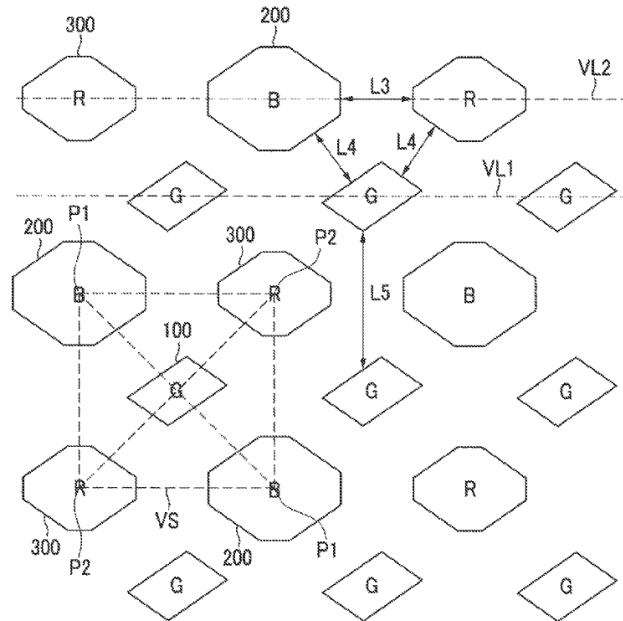 300 200
R B R VL2
L3
L4 L4
VL1
G G G
200 P1 300 P2
B R B
L5
100
G G G
R B R
VS
300 P2 200 P1
G G G